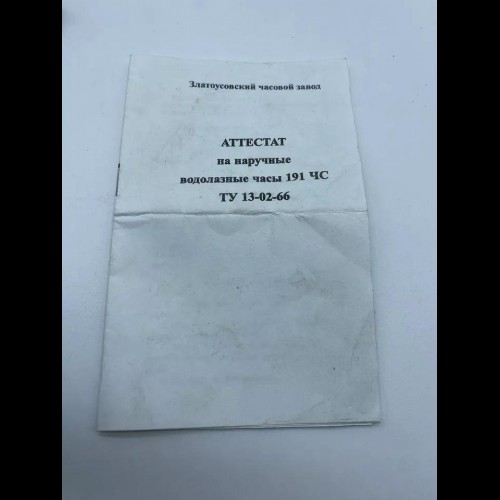 Златоусовский часовой завод
АТТЕСТАТ
на наручные
водолазные часы 191 ЧС
ТУ 13-02-66